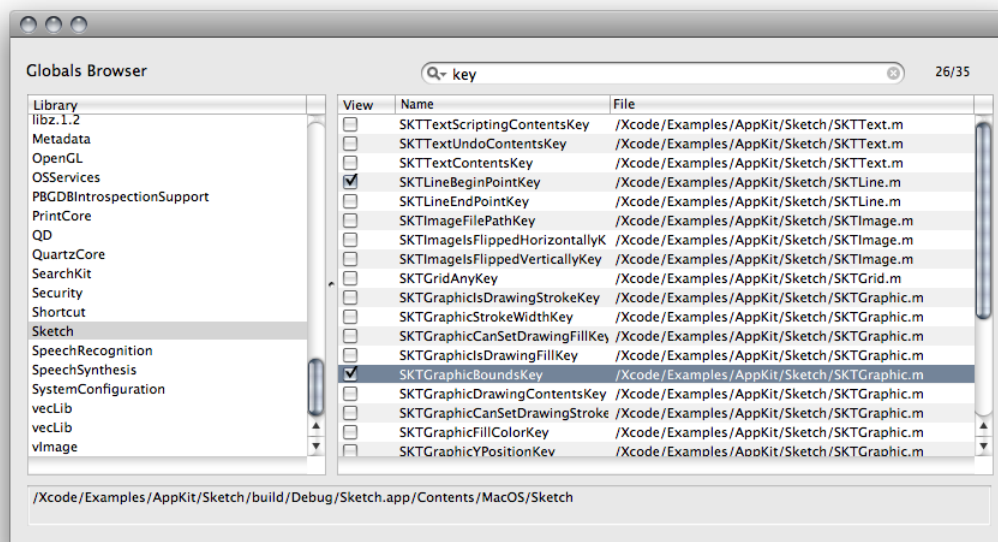 Globals Browser
key
26/35
Library
libz.1.2
Metadata
OpenGL
OSServices
PBGDBIntrospectionSupport
PrintCore
QD
QuartzCore
SearchKit
Security
Shortcut
Sketch
SpeechRecognition
SpeechSynthesis
SystemConfiguration
vecLib
vecLib
vImage
View Name File
SKTTextScriptingContentsKey /Xcode/Examples/AppKit/Sketch/SKTText.m
SKTTextUndoContentsKey /Xcode/Examples/AppKit/Sketch/SKTText.m
SKTTextContentsKey /Xcode/Examples/AppKit/Sketch/SKTText.m
SKTLineBeginPointKey /Xcode/Examples/AppKit/Sketch/SKTLine.m
SKTLineEndPointKey /Xcode/Examples/AppKit/Sketch/SKTLine.m
SKTImageFilePathKey /Xcode/Examples/AppKit/Sketch/SKTImage.m
SKTImageIsFlippedHorizontallyK /Xcode/Examples/AppKit/Sketch/SKTImage.m
SKTImageIsFlippedVerticallyKey /Xcode/Examples/AppKit/Sketch/SKTImage.m
SKTGridAnyKey /Xcode/Examples/AppKit/Sketch/SKTGrid.m
SKTGraphicIsDrawingStrokeKey /Xcode/Examples/AppKit/Sketch/SKTGraphic.m
SKTGraphicStrokeWidthKey /Xcode/Examples/AppKit/Sketch/SKTGraphic.m
SKTGraphicCanSetDrawingFillKey /Xcode/Examples/AppKit/Sketch/SKTGraphic.m
SKTGraphicIsDrawingFillKey /Xcode/Examples/AppKit/Sketch/SKTGraphic.m
SKTGraphicBoundsKey /Xcode/Examples/AppKit/Sketch/SKTGraphic.m
SKTGraphicDrawingContentsKey /Xcode/Examples/AppKit/Sketch/SKTGraphic.m
SKTGraphicCanSetDrawingStroke /Xcode/Examples/AppKit/Sketch/SKTGraphic.m
SKTGraphicFillColorKey /Xcode/Examples/AppKit/Sketch/SKTGraphic.m
SKTGraphicYPositionKey /Xcode/Examples/AppKit/Sketch/SKTGraphic.m
/Xcode/Examples/AppKit/Sketch/build/Debug/Sketch.app/Contents/MacOS/Sketch